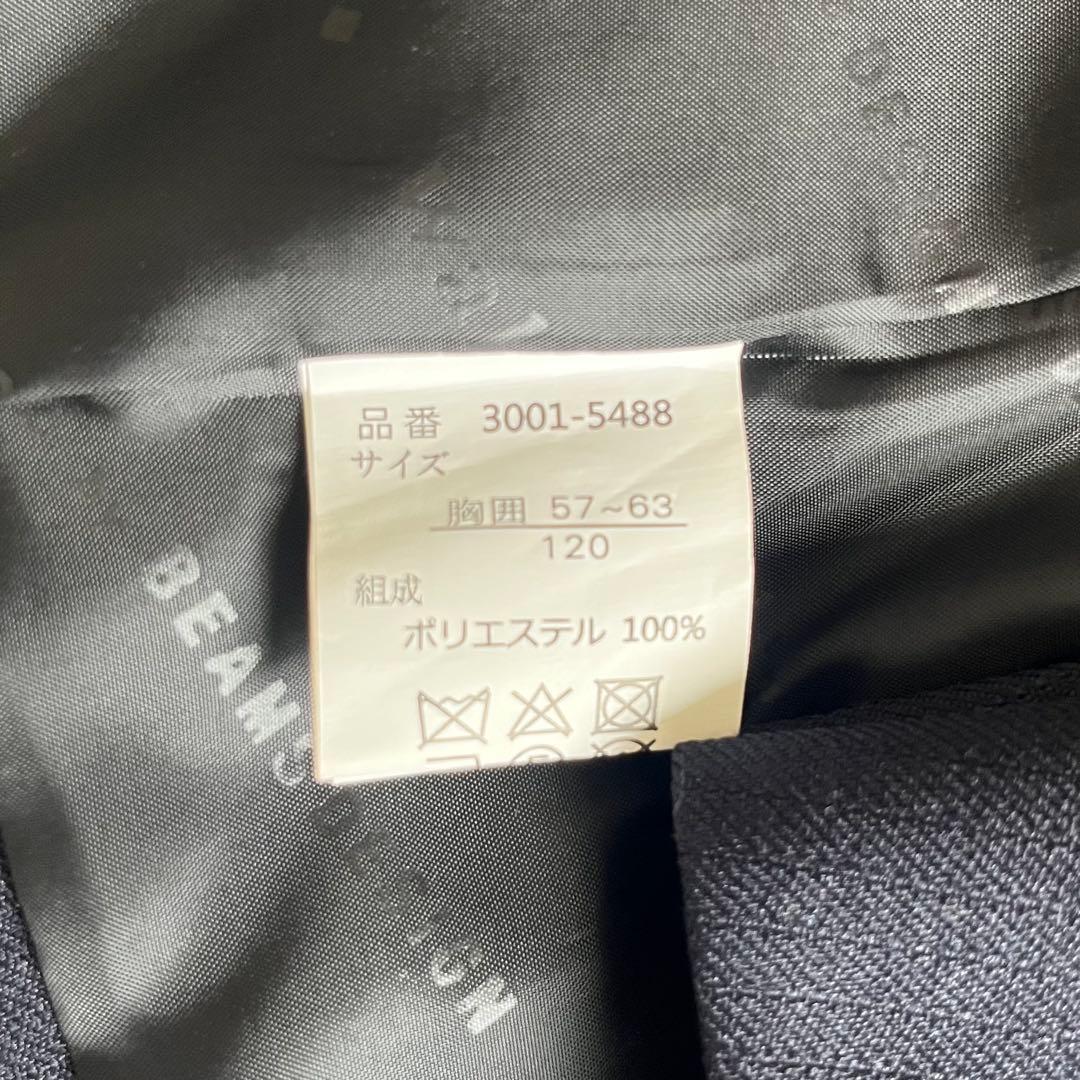 品番 3001-5488
サイズ
胸囲 57~63
120
組成
ポリエステル 100%
BEAMS DESIGN